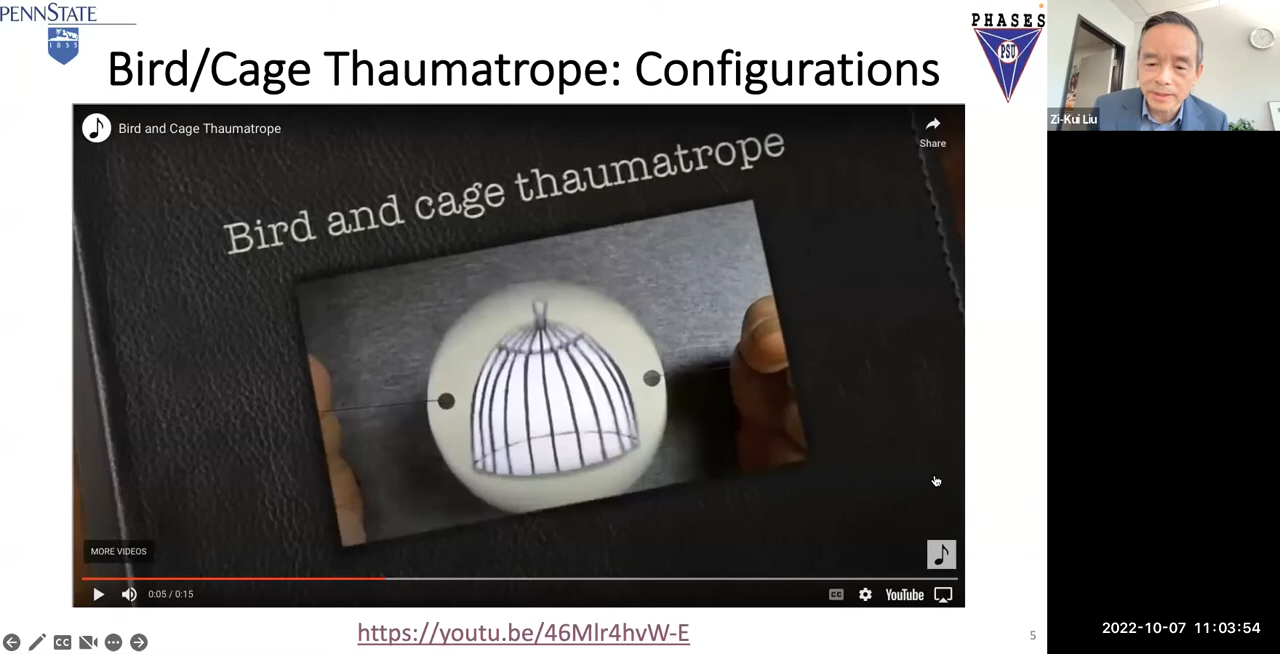 PENNSTATE
1855
Bird/Cage Thaumatrope: Configurations
PHASES
PSU
Zi-Kui Liu
Bird and Cage Thaumatrope
Share
Bird and cage thaumatrope
MORE VIDEOS
0:05 / 0:15
CC
YouTube
https://youtu.be/46Mlr4hvW-E
5
CC
2022-10-07 11:03:54